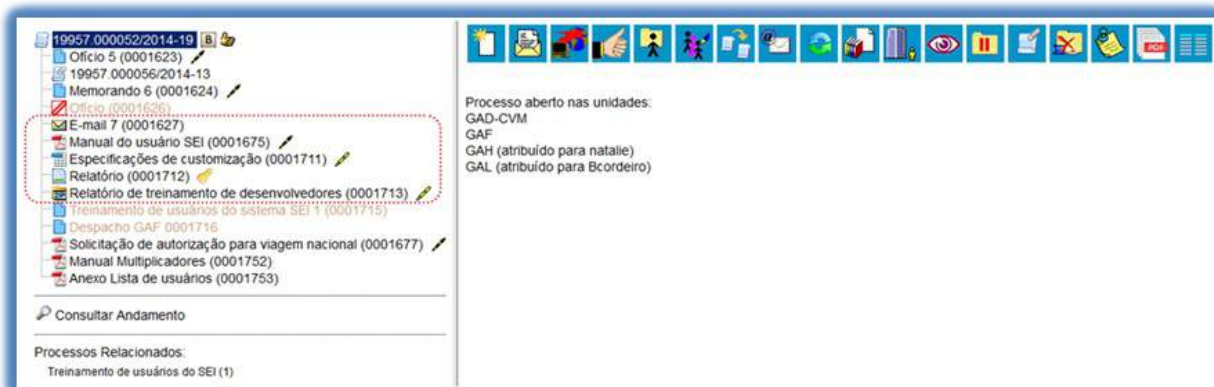 19957.000052/2014-19 B
Ofício 5 (0001623)
19957.000056/2014-13
Memorando 6 (0001624)
Ofício (0001626)
E-mail 7 (0001627)
Manual do usuário SEI (0001675)
Especificações de customização (0001711)
Relatório (0001712)
Relatório de treinamento de desenvolvedores (0001713)
Treinamento de usuários do sistema SEI 1 (0001715)
Despacho GAF 0001716
Solicitação de autorização para viagem nacional (0001677)
Manual Multiplicadores (0001752)
Anexo Lista de usuários (0001753)
Consultar Andamento
Processos Relacionados:
Treinamento de usuários do SEI (1)
PDF
Processo aberto nas unidades:
GAD-CVM
GAF
GAH (atribuído para natalie)
GAL (atribuído para Bcordeiro)